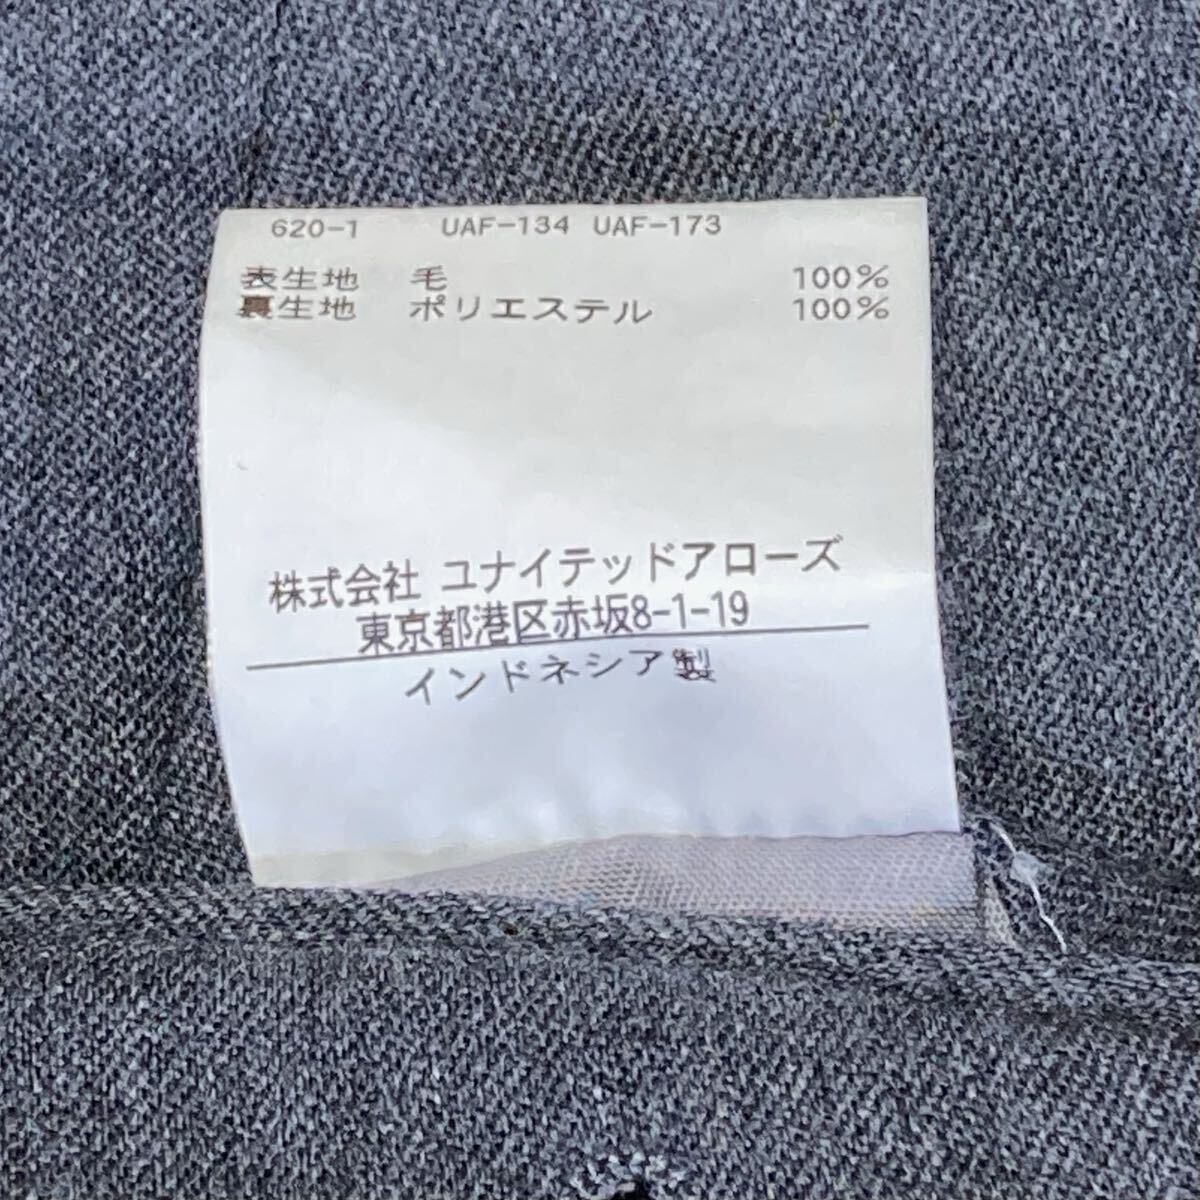 620-1 UAF-134 UAF-173
表生地 毛 100%
裏生地 ポリエステル 100%
株式会社 ユナイテッドアローズ
東京都港区赤坂8-1-19
インドネシア製